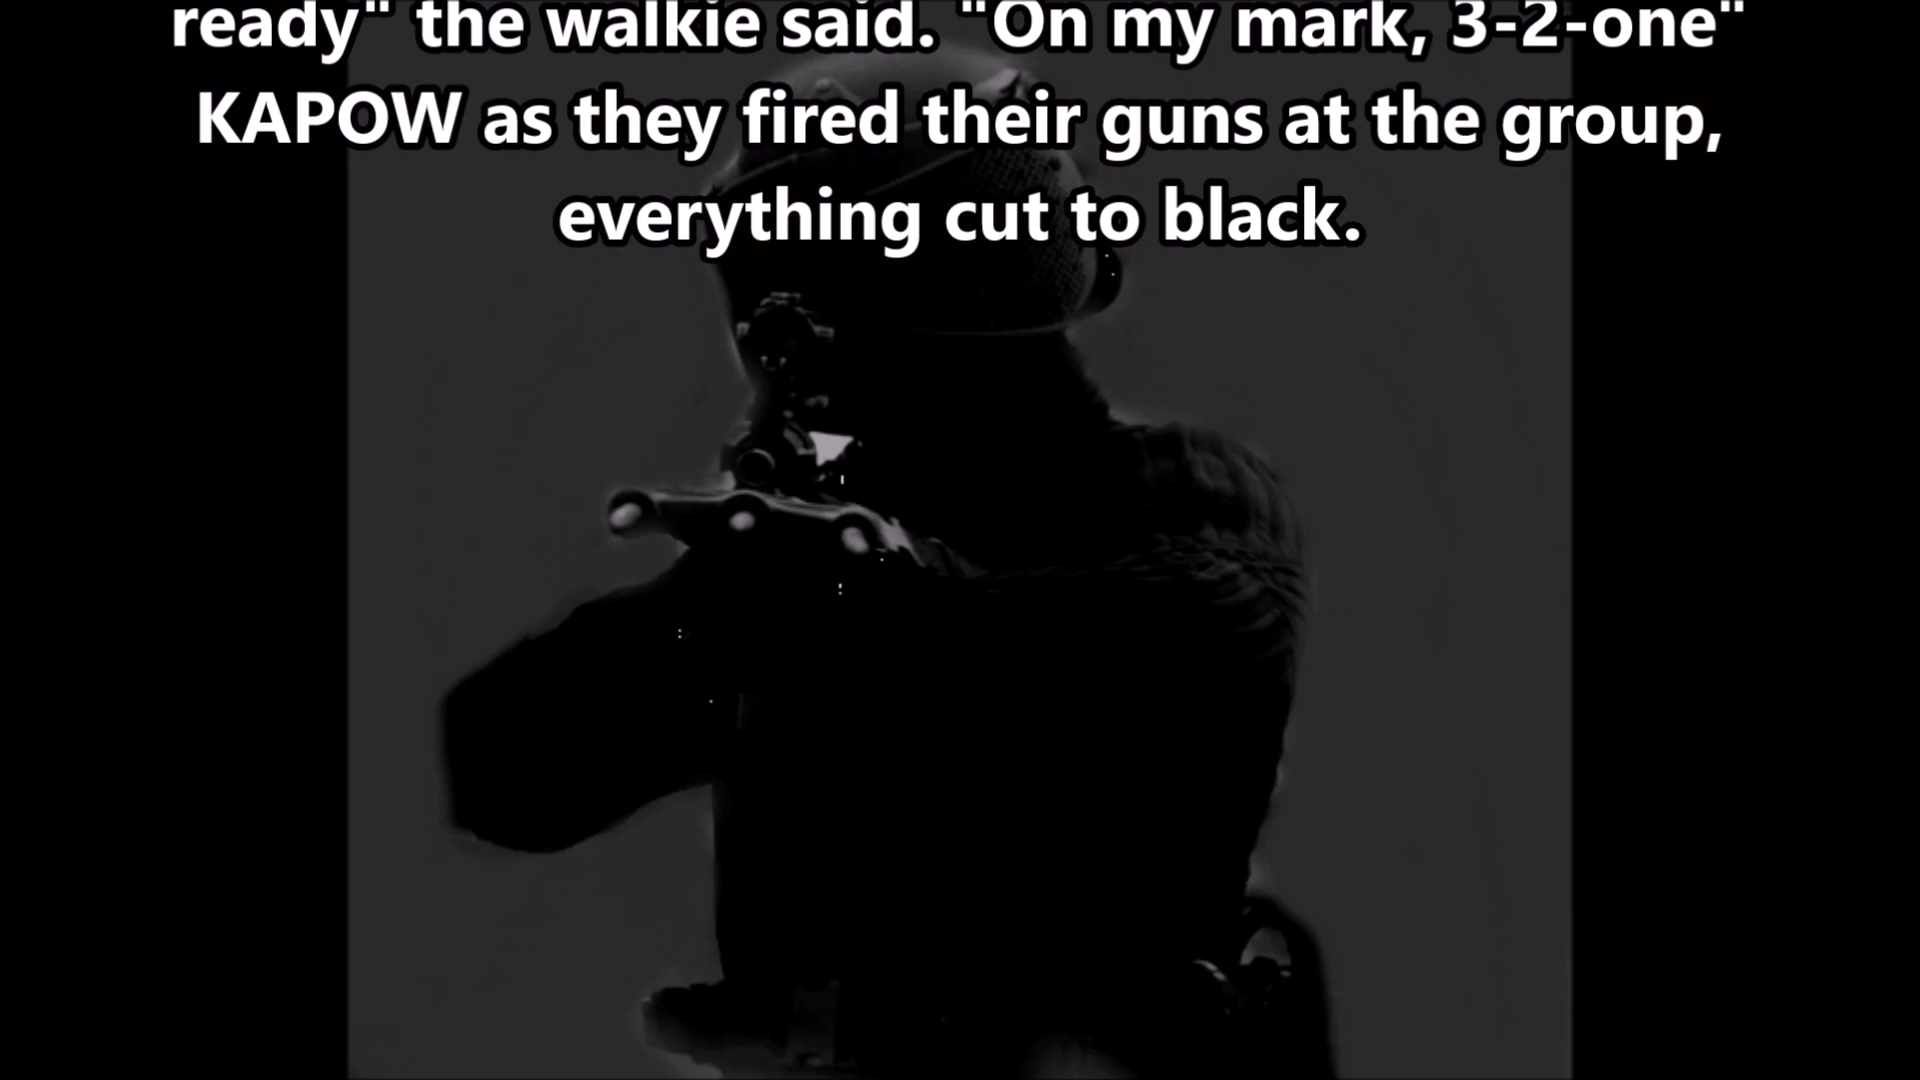 ready" the walkie said. "On my mark, 3-2-one"
KAPOW as they fired their guns at the group,
everything cut to black.